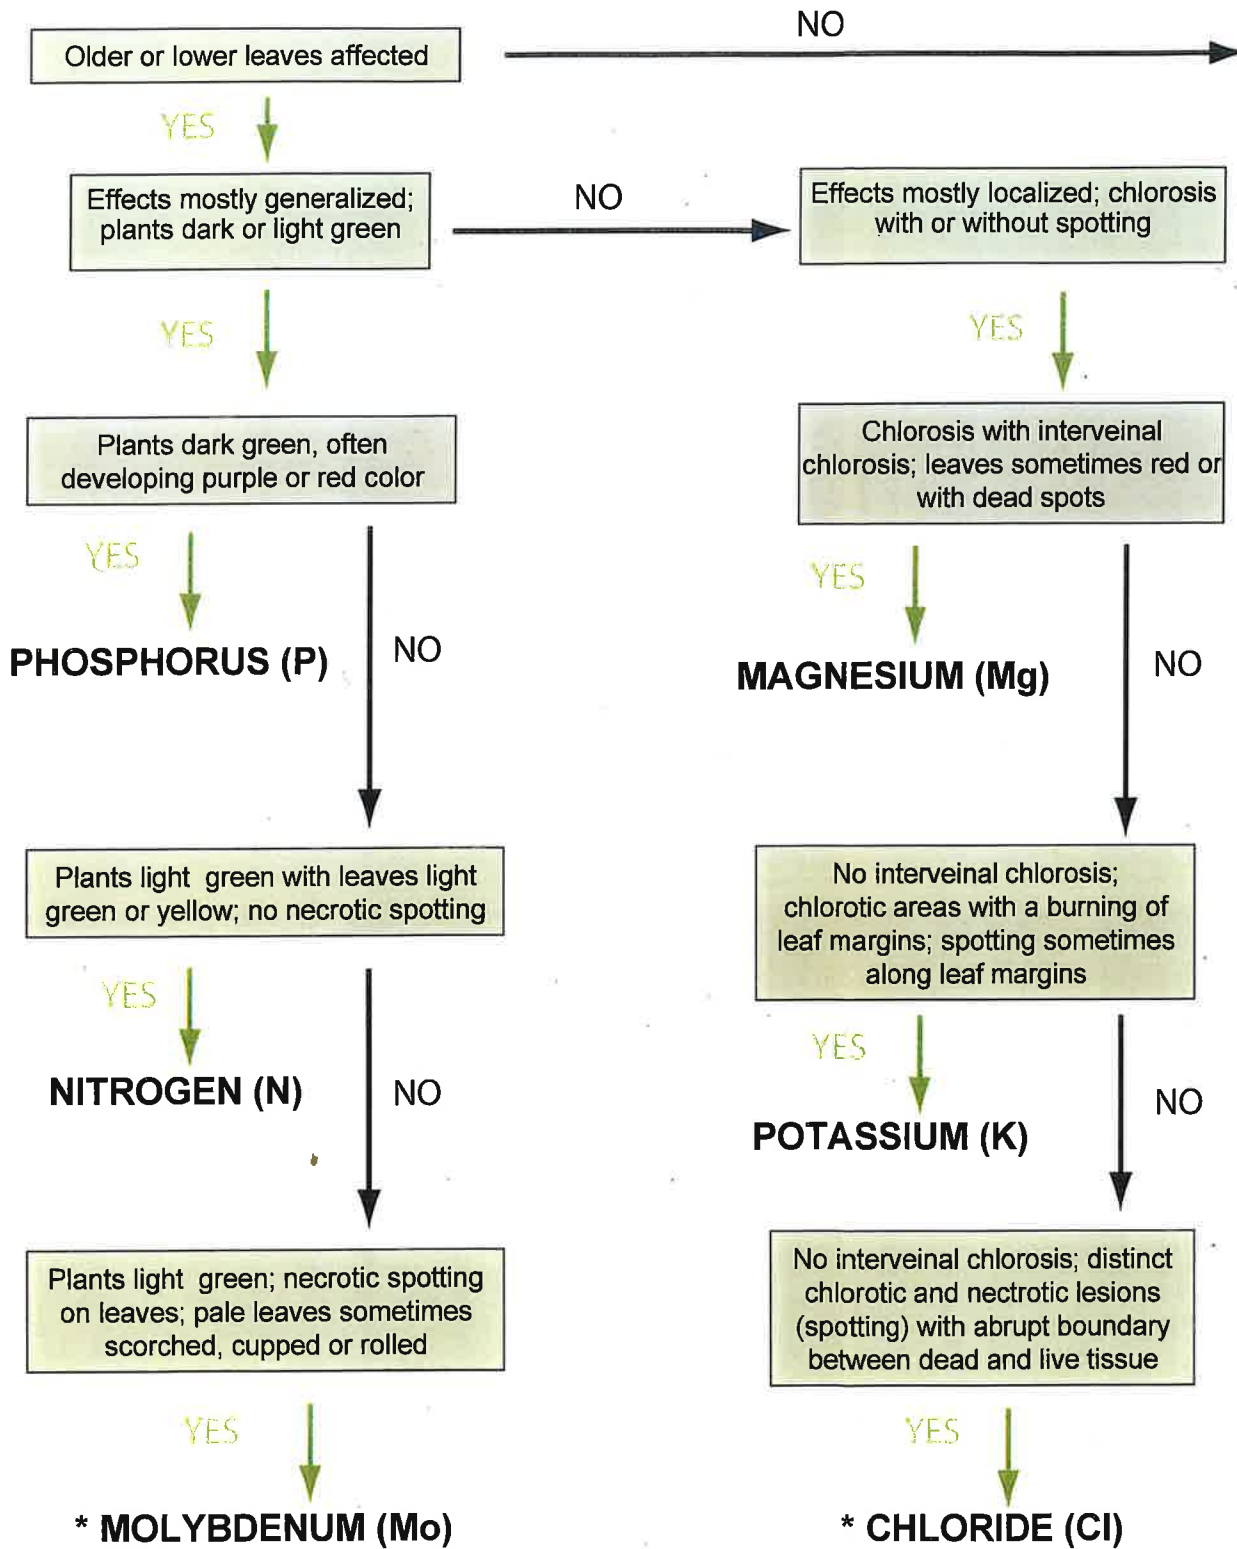 NO
Older or lower leaves affected
YES
Effects mostly generalized;
plants dark or light green
NO
Effects mostly localized; chlorosis
with or without spotting
YES
YES
Plants dark green, often
developing purple or red color
Chlorosis with interveinal
chlorosis; leaves sometimes red or
with dead spots
YES
YES
PHOSPHORUS (P)
NO
MAGNESIUM (Mg)
NO
Plants light green with leaves light
green or yellow; no necrotic spotting
No interveinal chlorosis;
chlorotic areas with a burning of
leaf margins; spotting sometimes
along leaf margins
YES
YES
NITROGEN (N)
NO
POTASSIUM (K)
NO
Plants light green; necrotic spotting
on leaves; pale leaves sometimes
scorched, cupped or rolled
No interveinal chlorosis; distinct
chlorotic and nectrotic lesions
(spotting) with abrupt boundary
between dead and live tissue
YES
YES
* MOLYBDENUM (Mo)
* CHLORIDE (Cl)